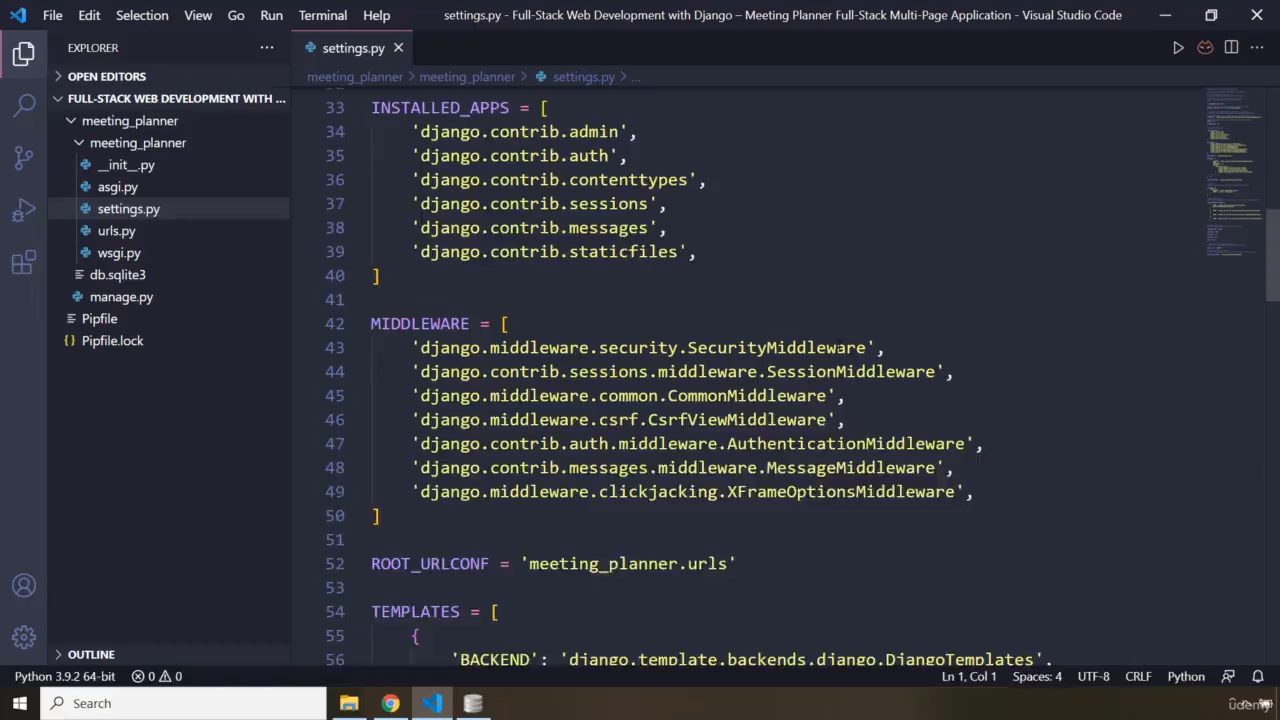 File Edit Selection View Go Run Terminal Help settings.py - Full-Stack Web Development with Django – Meeting Planner Full-Stack Multi-Page Application - Visual Studio Code
EXPLORER
OPEN EDITORS
FULL-STACK WEB DEVELOPMENT WITH ...
meeting_planner
meeting_planner
__init__.py
asgi.py
settings.py
urls.py
wsgi.py
db.sqlite3
manage.py
Pipfile
Pipfile.lock
OUTLINE
settings.py
meeting_planner > meeting_planner > settings.py > ...
33 INSTALLED_APPS = [
34 'django.contrib.admin',
35 'django.contrib.auth',
36 'django.contrib.contenttypes',
37 'django.contrib.sessions',
38 'django.contrib.messages',
39 'django.contrib.staticfiles',
40 ]
41
42 MIDDLEWARE = [
43 'django.middleware.security.SecurityMiddleware',
44 'django.contrib.sessions.middleware.SessionMiddleware',
45 'django.middleware.common.CommonMiddleware',
46 'django.middleware.csrf.CsrfViewMiddleware',
47 'django.contrib.auth.middleware.AuthenticationMiddleware',
48 'django.contrib.messages.middleware.MessageMiddleware',
49 'django.middleware.clickjacking.XFrameOptionsMiddleware',
50 ]
51
52 ROOT_URLCONF = 'meeting_planner.urls'
53
54 TEMPLATES = [
55 {
56 'BACKEND': 'django.template.backends.django.DjangoTemplates',
Python 3.9.2 64-bit 0 0 Ln 1, Col 1 Spaces: 4 UTF-8 CRLF Python
Search
udemy